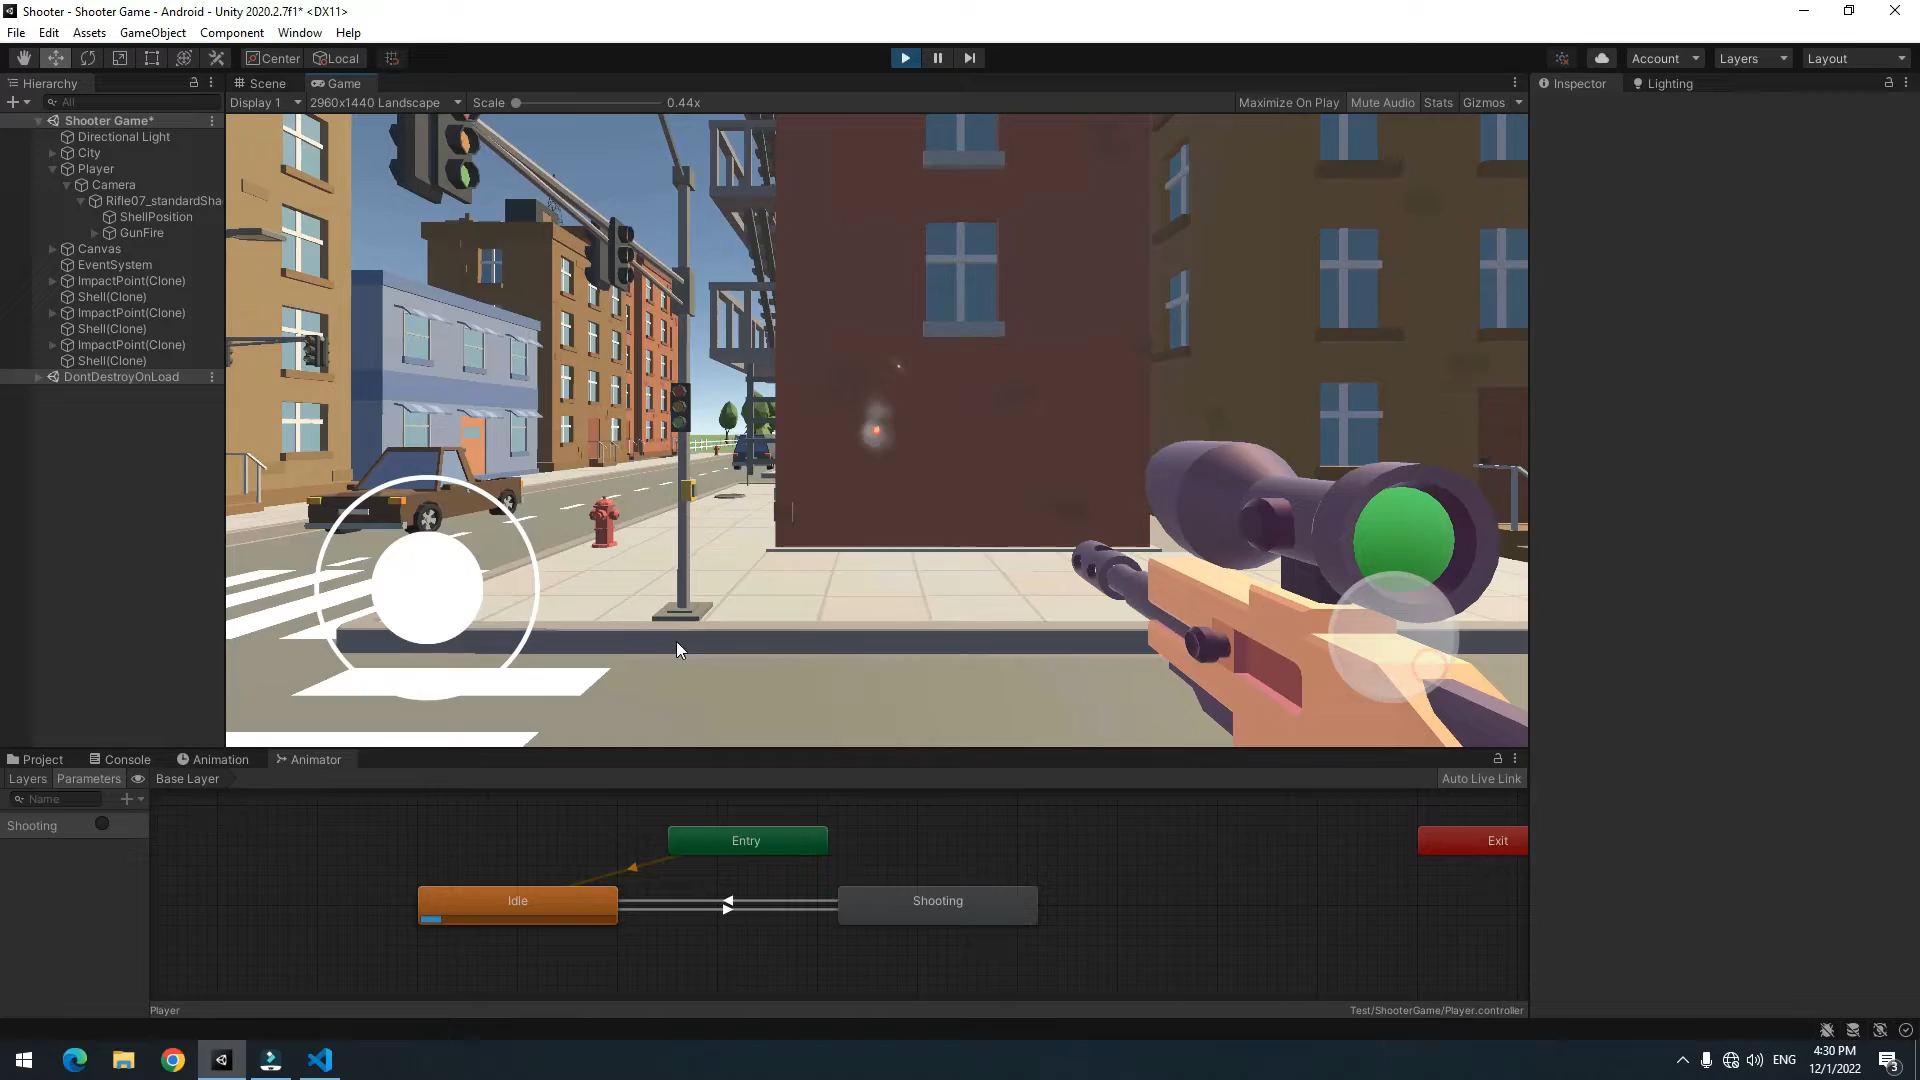 Shooter - Shooter Game - Android - Unity 2020.2.7f1* <DX11>
File Edit Assets GameObject Component Window Help
Center Local Account Layers Layout
Hierarchy Scene Game Inspector Lighting
All Display 1 2960x1440 Landscape Scale 0.44x Maximize On Play Mute Audio Stats Gizmos
Shooter Game*
Directional Light
City
Player
Camera
Rifle07_standardSha
ShellPosition
GunFire
Canvas
EventSystem
ImpactPoint(Clone)
Shell(Clone)
ImpactPoint(Clone)
Shell(Clone)
ImpactPoint(Clone)
Shell(Clone)
DontDestroyOnLoad
Project Console Animation Animator
Layers Parameters Base Layer Auto Live Link
Name
Shooting
Entry
Exit
Idle
Shooting
Player Test/ShooterGame/Player.controller
ENG
4:30 PM
12/1/2022
3